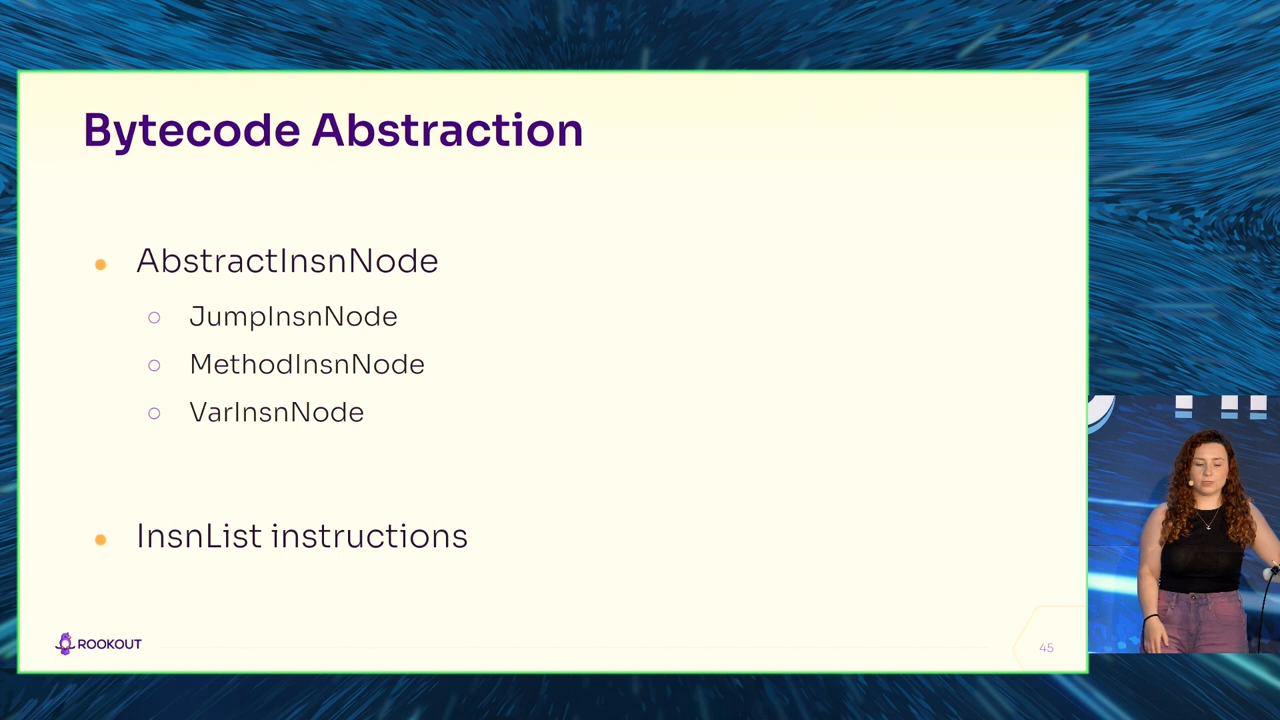 Bytecode Abstraction
AbstractInsnNode
JumpInsnNode
MethodInsnNode
VarInsnNode
InsnList instructions
ROOKOUT
45